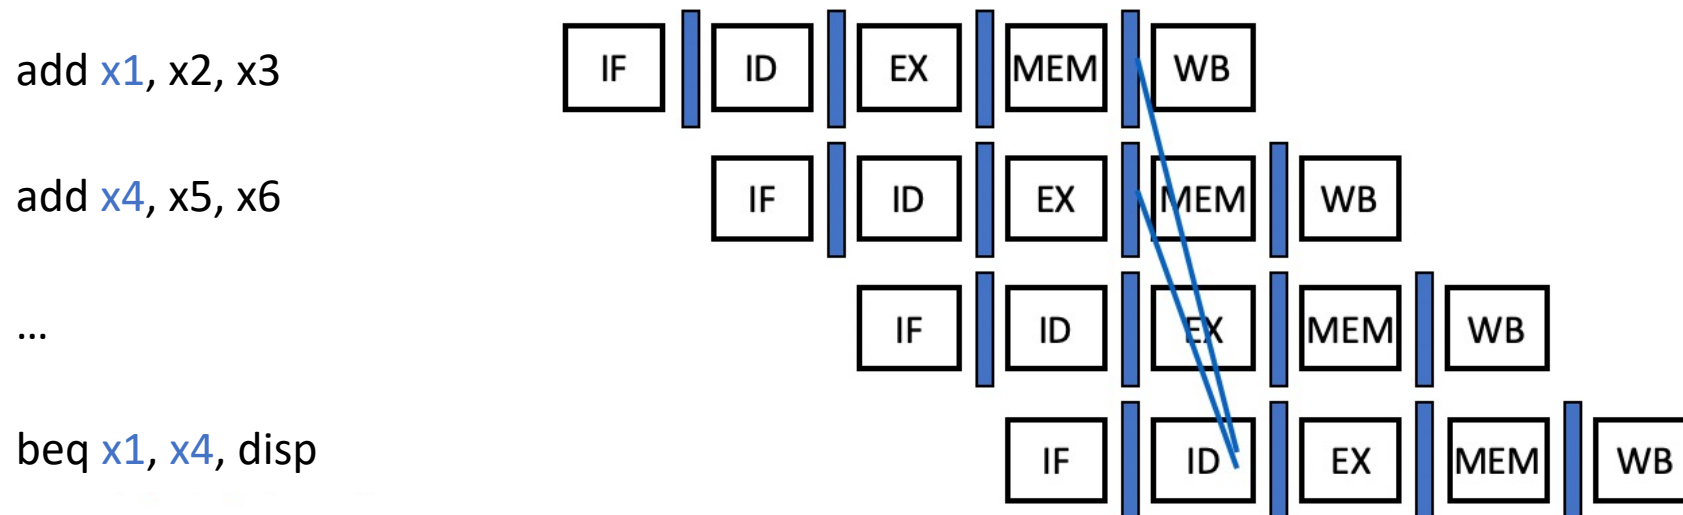 add x1, x2, x3 IF ID EX MEM WB
add x4, x5, x6 IF ID EX MEM WB
... IF ID EX MEM WB
beq x1, x4, disp IF ID EX MEM WB